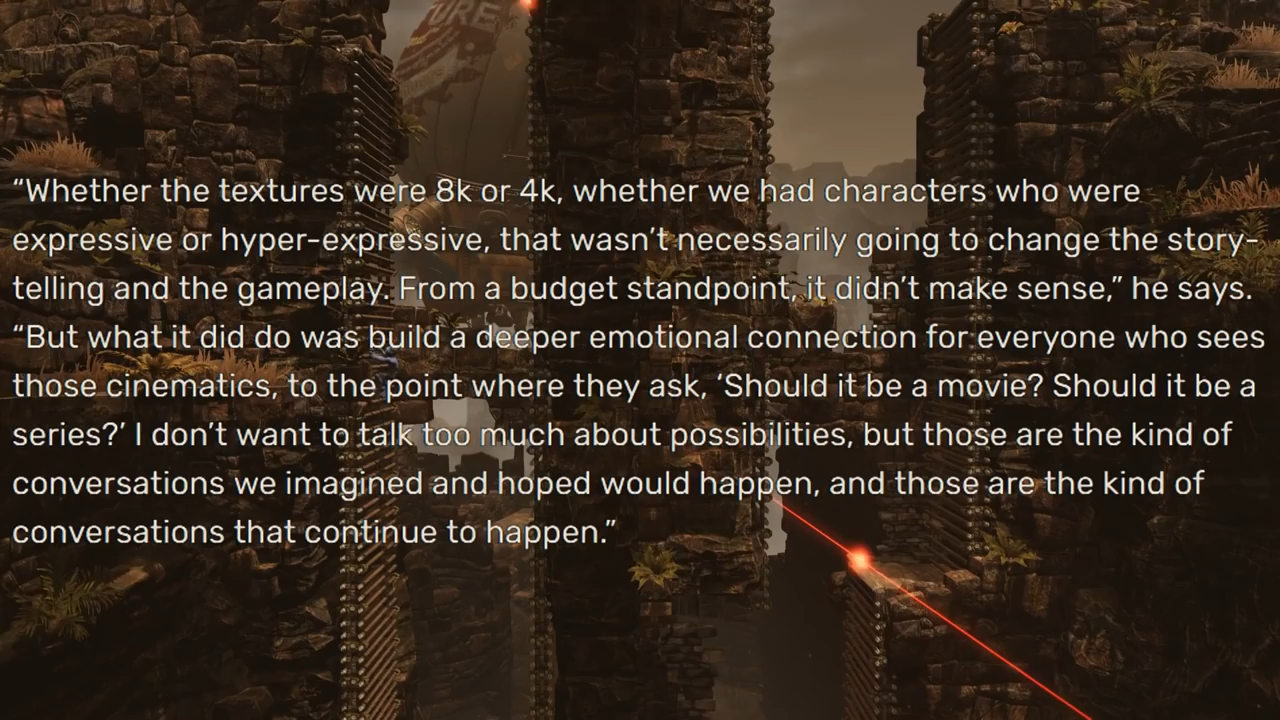 URE
“Whether the textures were 8k or 4k, whether we had characters who were
expressive or hyper-expressive, that wasn’t necessarily going to change the story-
telling and the gameplay. From a budget standpoint, it didn’t make sense,” he says.
“But what it did do was build a deeper emotional connection for everyone who sees
those cinematics, to the point where they ask, ‘Should it be a movie? Should it be a
series?’ I don’t want to talk too much about possibilities, but those are the kind of
conversations we imagined and hoped would happen, and those are the kind of
conversations that continue to happen.”